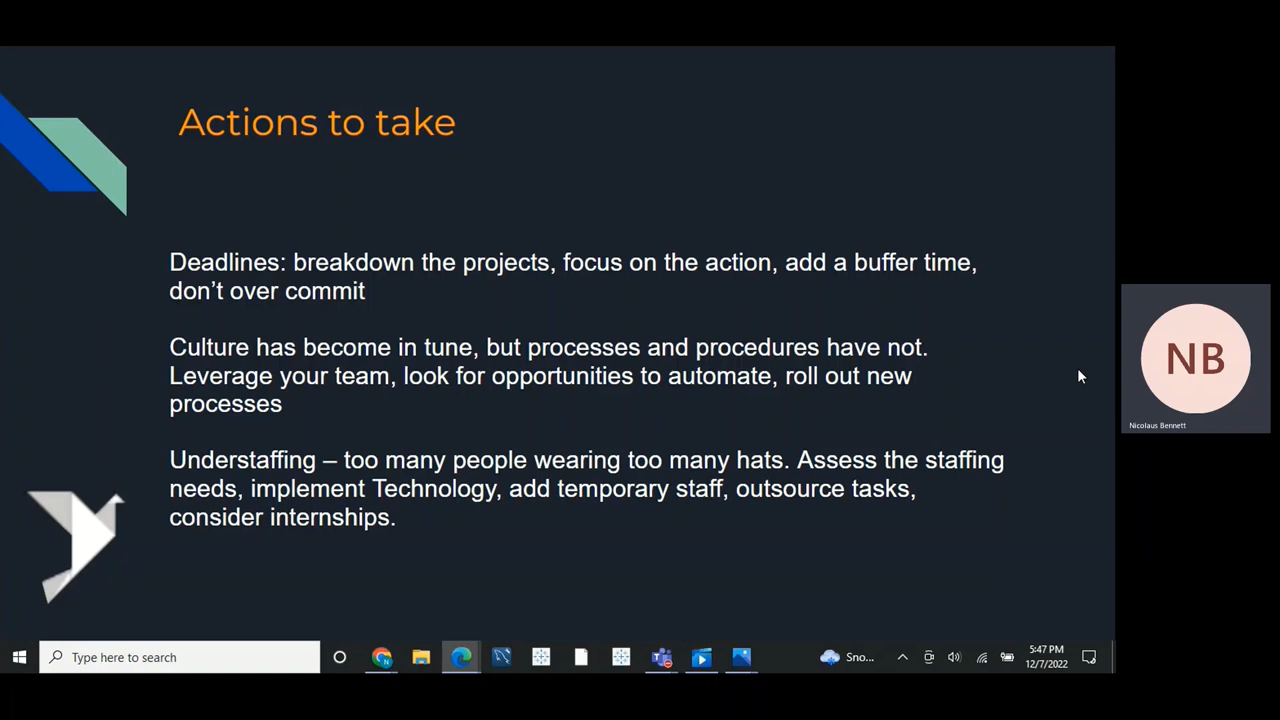 Actions to take
Deadlines: breakdown the projects, focus on the action, add a buffer time,
don’t over commit
Culture has become in tune, but processes and procedures have not.
Leverage your team, look for opportunities to automate, roll out new
processes
Understaffing – too many people wearing too many hats. Assess the staffing
needs, implement Technology, add temporary staff, outsource tasks,
consider internships.
NB
Nicolaus Bennett
Type here to search
Sno...
5:47 PM
12/7/2022